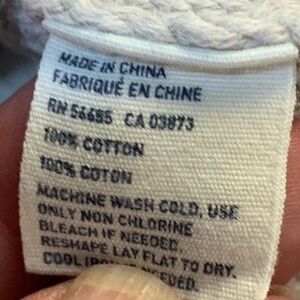 MADE IN CHINA
FABRIQUÉ EN CHINE
RN 54485 CA 03873
100% COTTON
100% COTON
MACHINE WASH COLD. USE
ONLY NON CHLORINE
BLEACH IF NEEDED.
RESHAPE LAY FLAT TO DRY.
COOL NEEDED.